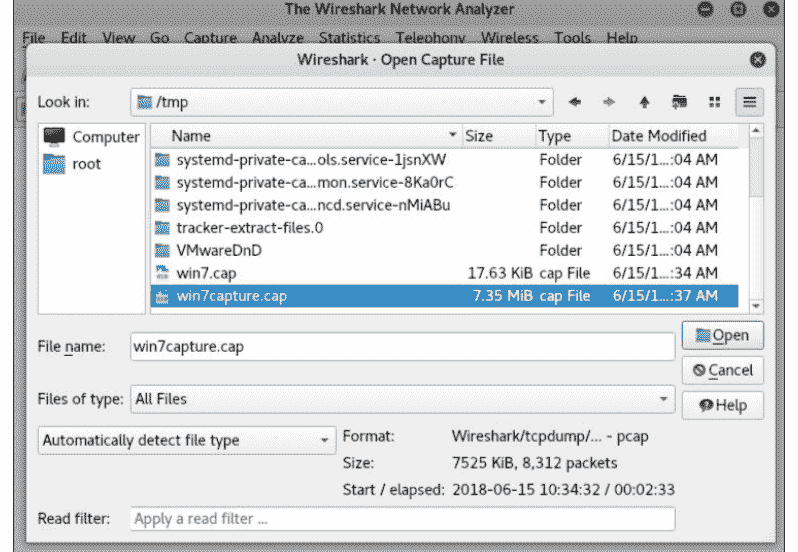 The Wireshark Network Analyzer
File Edit View Go Capture Analyze Statistics Telephony Wireless Tools Help
Wireshark · Open Capture File
Look in: /tmp
Computer
root
Name Size Type Date Modified
systemd-private-ca...ols.service-1jsnXW Folder 6/15/1...:04 AM
systemd-private-ca...mon.service-8Ka0rC Folder 6/15/1...:04 AM
systemd-private-ca...ncd.service-nMiABu Folder 6/15/1...:04 AM
tracker-extract-files.0 Folder 6/15/1...:04 AM
VMwareDnD Folder 6/15/1...:04 AM
win7.cap 17.63 KiB cap File 6/15/1...:34 AM
win7capture.cap 7.35 MiB cap File 6/15/1...:37 AM
File name: win7capture.cap
Open
Cancel
Files of type: All Files
Help
Automatically detect file type
Format: Wireshark/tcpdump/... - pcap
Size: 7525 KiB, 8,312 packets
Start / elapsed: 2018-06-15 10:34:32 / 00:02:33
Read filter: Apply a read filter ...